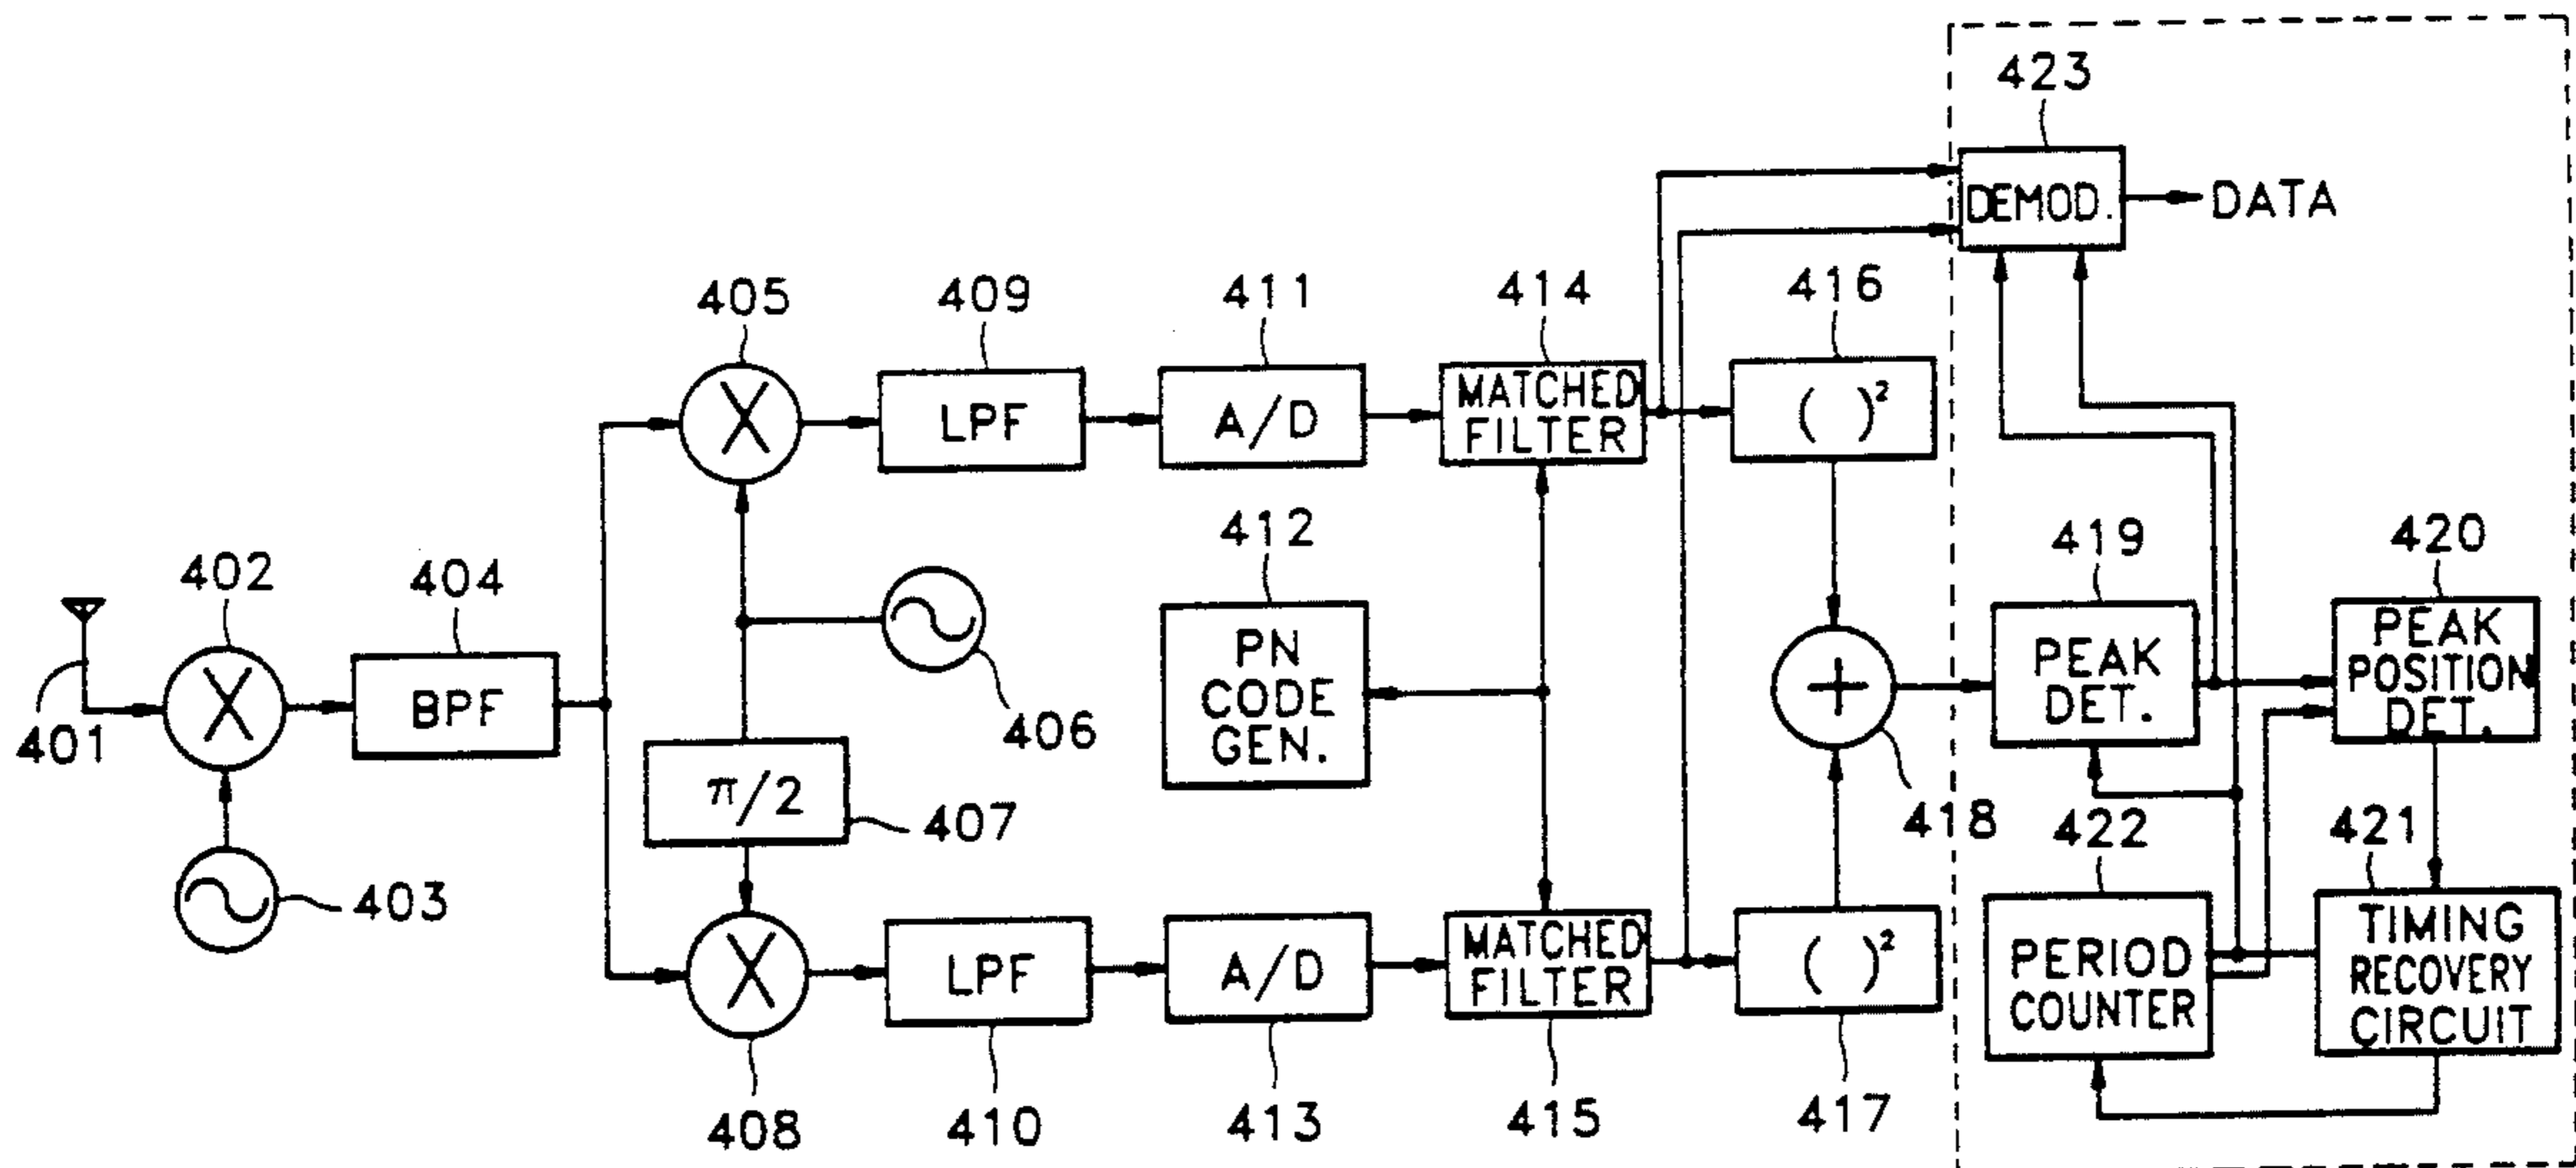 423
DEMOD.
DATA
405
409
411
414
416
X
LPF
A/D
MATCHED
FILTER
( )²
412
PN
CODE
GEN.
402
404
X
BPF
401
403
406
π/2
407
419
PEAK
DET.
420
PEAK
POSITION
DET.
+
418
422
PERIOD
COUNTER
421
TIMING
RECOVERY
CIRCUIT
X
LPF
A/D
MATCHED
FILTER
( )²
408
410
413
415
417